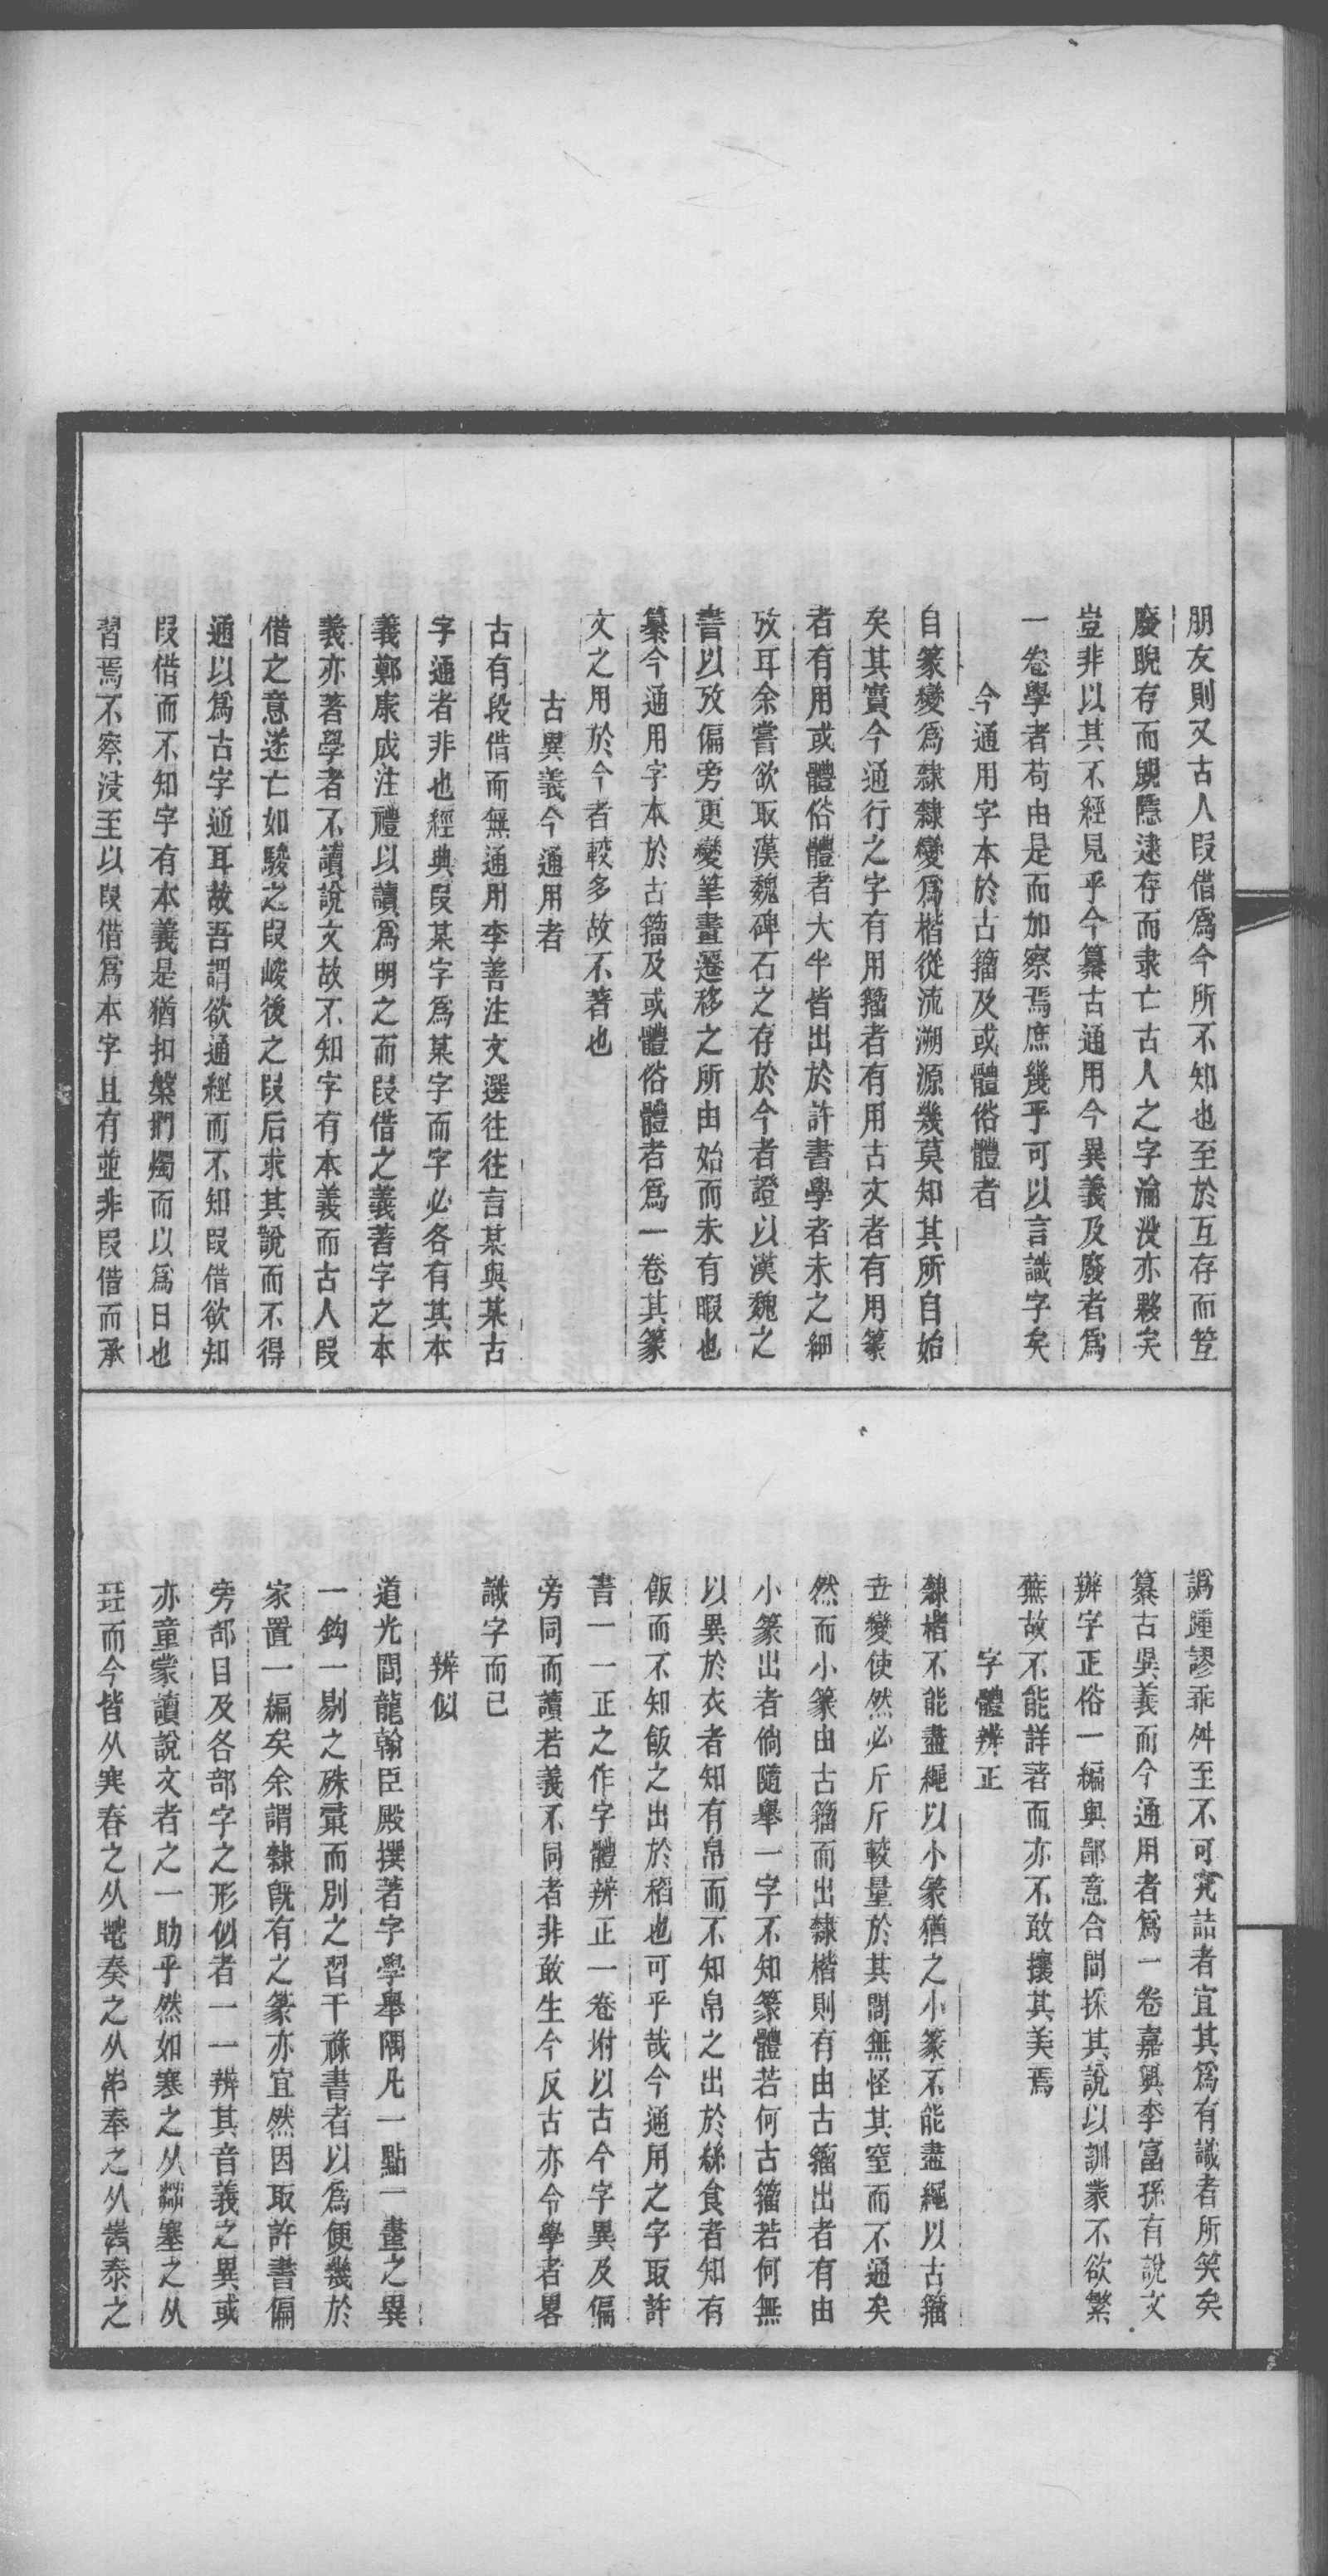 朋友則又古人叚借爲今所不知也至於互存而笠
廢睨存而䚀隱逮存而隶亡古人之字淪沒亦夥矣
豈非以其不經見乎今纂古通用今異義及廢者爲
一卷學者苟由是而加察焉庶幾乎可以言識字矣
今通用字本於古籀及或體俗體者
自篆變爲隸隸變爲楷從流溯源幾莫知其所自始
矣其實今通行之字有用籀者有用古文者有用篆
者有用或體俗體者大半皆出於許書學者未之細
攷耳余嘗欲取漢魏碑石之存於今者證以漢魏之
書以攷偏旁更變筆畫遷移之所由始而未有暇也
纂今通用字本於古籀及或體俗體者爲一卷其篆
文之用於今者較多故不著也
古異義今通用者
古有段借而無通用李善注文選往往言某與某古
字通者非也經典叚某字爲某字而字必各有其本
義鄭康成注禮以讀爲明之而叚借之義著字之本
義亦著學者不讀說文故不知字有本義而古人叚
借之意遂亡如駿之叚峻後之叚后求其說而不得
通以爲古字通耳故吾謂欲通經而不知叚借欲知
叚借而不知字有本義是猶扣槃捫燭而以爲日也
習焉不察浸至以叚借爲本字且有並非叚借而承
譌踵謬乖舛至不可究詰者宜其爲有識者所笑矣
纂古異義而今通用者爲一卷嘉興李富孫有說文
辨字正俗一編與鄙意合間採其說以訓蒙不欲繁
蕪故不能詳著而亦不敢攘其美焉
字體辨正
隸楷不能盡繩以小篆猶之小篆不能盡繩以古籀
丗變使然必斤斤較量於其間無怪其窒而不通矣
然而小篆由古籀而出隸楷則有由古籀出者有由
小篆出者倘隨舉一字不知篆體若何古籀若何無
以異於衣者知有帛而不知帛之出於絲食者知有
飯而不知飯之出於稻也可乎哉今通用之字取許
書一一正之作字體辨正一卷坿以古今字異及偏
旁同而讀若義不同者非敢生今反古亦令學者畧
識字而已
辨似
道光間龍翰臣殿撰著字學舉隅凡一點一畫之異
一鈎一剔之殊彙而別之習干祿書者以爲便幾於
家置一編矣余謂隸旣有之篆亦宜然因取許書偏
旁部目及各部字之形似者一一辨其音義之異或
亦童蒙讀說文者之一助乎然如寒之从塞之从
㠭而今皆从𡨄春之从奏之从奉之从泰之